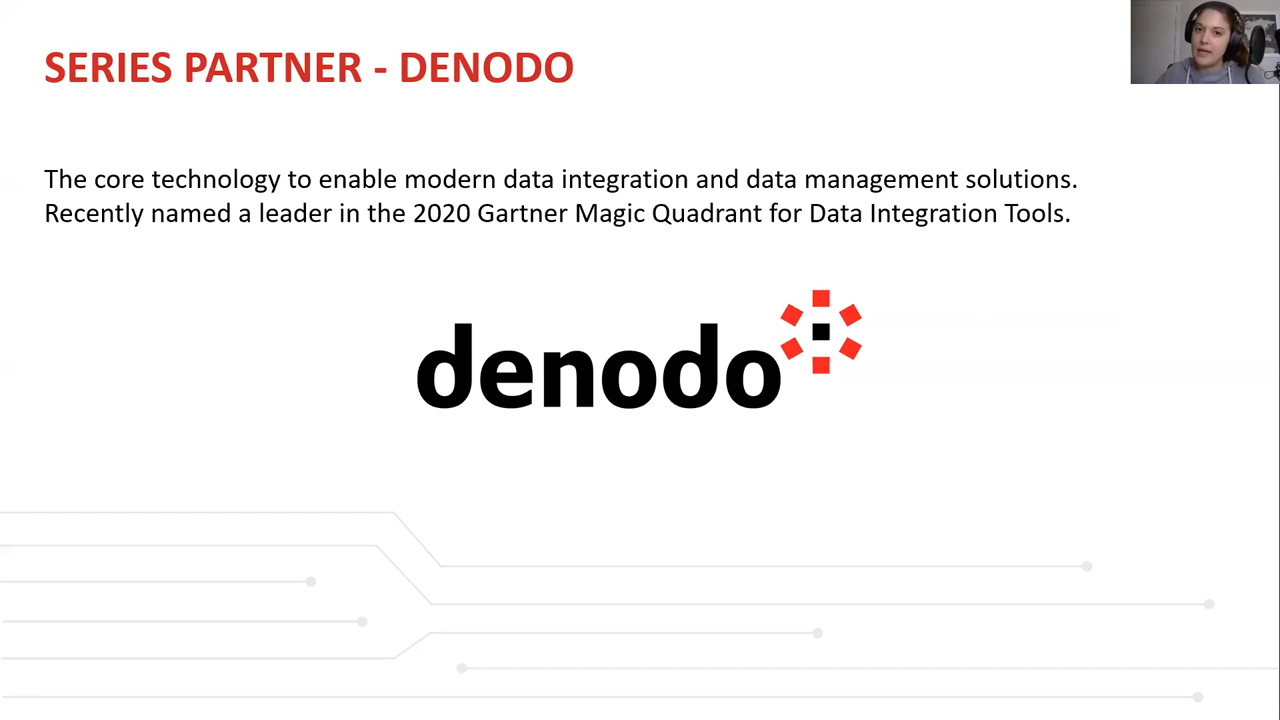 SERIES PARTNER - DENODO
The core technology to enable modern data integration and data management solutions.
Recently named a leader in the 2020 Gartner Magic Quadrant for Data Integration Tools.
denodo